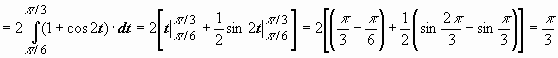 = 2 ∫_{π/6}^{π/3} (1 + cos 2t) · dt = 2[ t|_{π/6}^{π/3} + 1/2 sin 2t|_{π/6}^{π/3} ] = 2[ (π/3 − π/6) + 1/2 (sin 2π/3 − sin π/3) ] = π/3